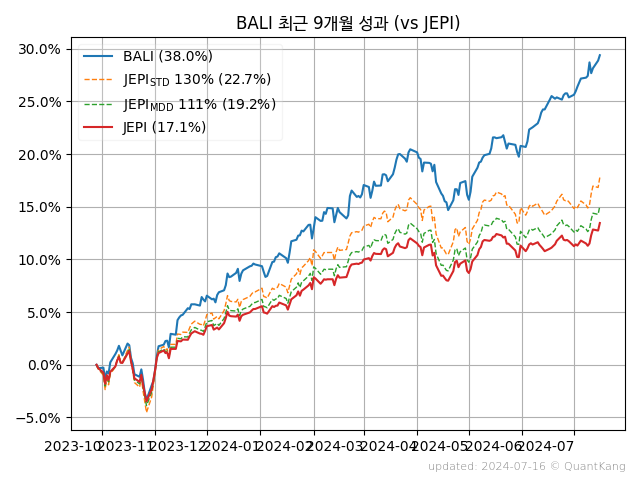 BALI 최근 9개월 성과 (vs JEPI)
BALI (38.0%)
JEPISTD 130% (22.7%)
JEPIMDD 111% (19.2%)
JEPI (17.1%)
30.0%
25.0%
20.0%
15.0%
10.0%
5.0%
0.0%
−5.0%
2023-10 2023-11 2023-12 2024-01 2024-02 2024-03 2024-04 2024-05 2024-06 2024-07
updated: 2024-07-16 © QuantKang